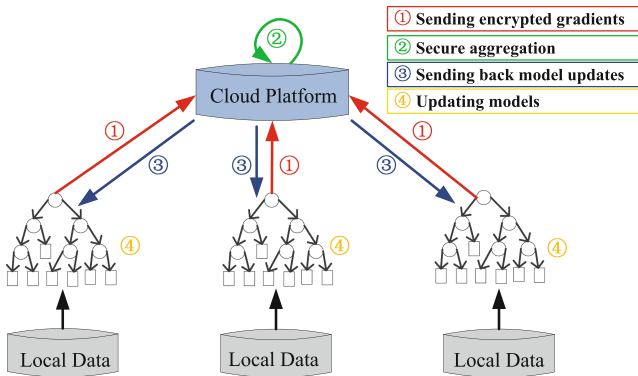 ① Sending encrypted gradients
② Secure aggregation
③ Sending back model updates
④ Updating models
②
Cloud Platform
① ③ ③ ① ③ ①
④ ④ ④
Local Data Local Data Local Data